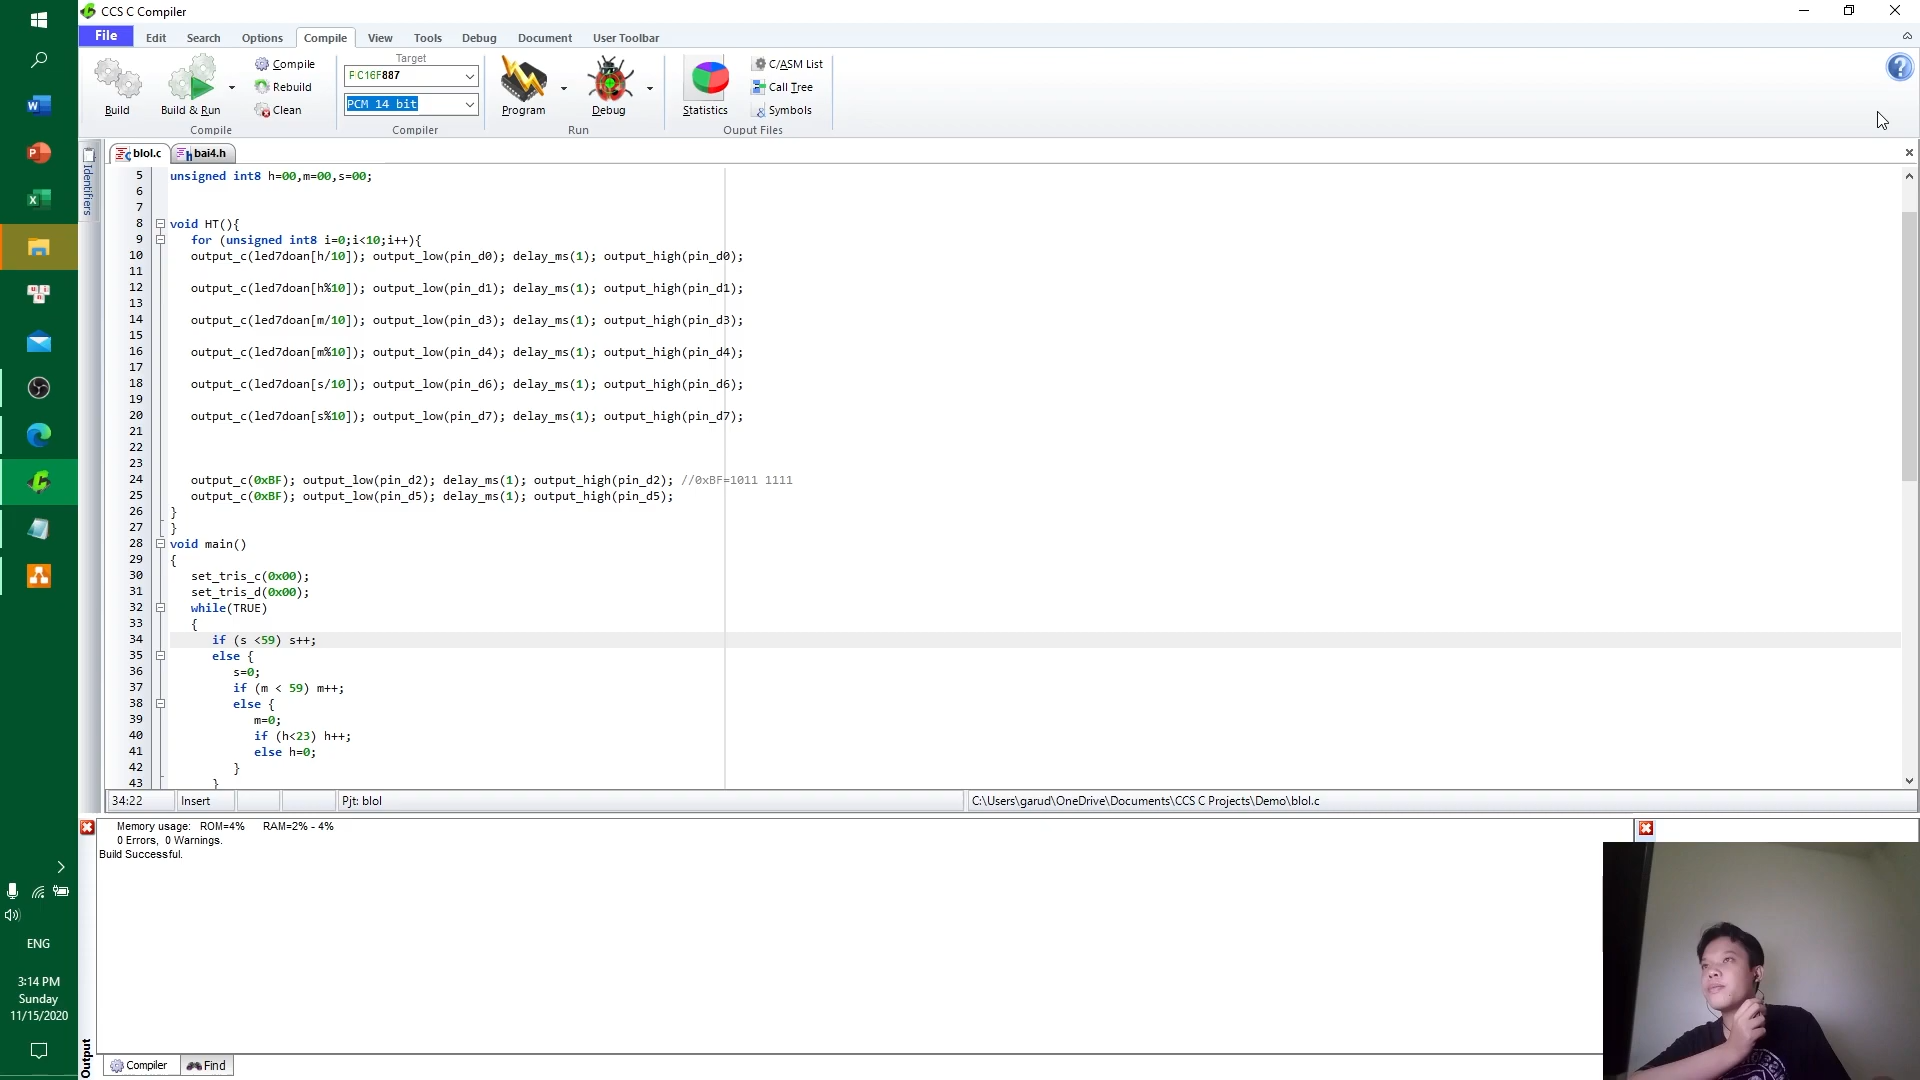 CCS C Compiler
File Edit Search Options Compile View Tools Debug Document User Toolbar
Build
Build & Run
Compile
Rebuild
Clean
Compile
Target
PIC16F887
PCM 14 bit
Compiler
Program
Debug
Run
Statistics
C/ASM List
Call Tree
Symbols
Ouput Files
Identifiers
blol.c bai4.h
5 unsigned int8 h=00,m=00,s=00;
6
7
8 void HT(){
9 for (unsigned int8 i=0;i<10;i++){
10 output_c(led7doan[h/10]); output_low(pin_d0); delay_ms(1); output_high(pin_d0);
11
12 output_c(led7doan[h%10]); output_low(pin_d1); delay_ms(1); output_high(pin_d1);
13
14 output_c(led7doan[m/10]); output_low(pin_d3); delay_ms(1); output_high(pin_d3);
15
16 output_c(led7doan[m%10]); output_low(pin_d4); delay_ms(1); output_high(pin_d4);
17
18 output_c(led7doan[s/10]); output_low(pin_d6); delay_ms(1); output_high(pin_d6);
19
20 output_c(led7doan[s%10]); output_low(pin_d7); delay_ms(1); output_high(pin_d7);
21
22
23
24 output_c(0xBF); output_low(pin_d2); delay_ms(1); output_high(pin_d2); //0xBF=1011 1111
25 output_c(0xBF); output_low(pin_d5); delay_ms(1); output_high(pin_d5);
26 }
27 }
28 void main()
29 {
30 set_tris_c(0x00);
31 set_tris_d(0x00);
32 while(TRUE)
33 {
34 if (s <59) s++;
35 else {
36 s=0;
37 if (m < 59) m++;
38 else {
39 m=0;
40 if (h<23) h++;
41 else h=0;
42 }
43 }
34:22 Insert Pjt: blol C:\Users\garud\OneDrive\Documents\CCS C Projects\Demo\blol.c
Memory usage: ROM=4% RAM=2% - 4%
0 Errors, 0 Warnings.
Build Successful.
Output
Compiler Find
ENG
3:14 PM
Sunday
11/15/2020